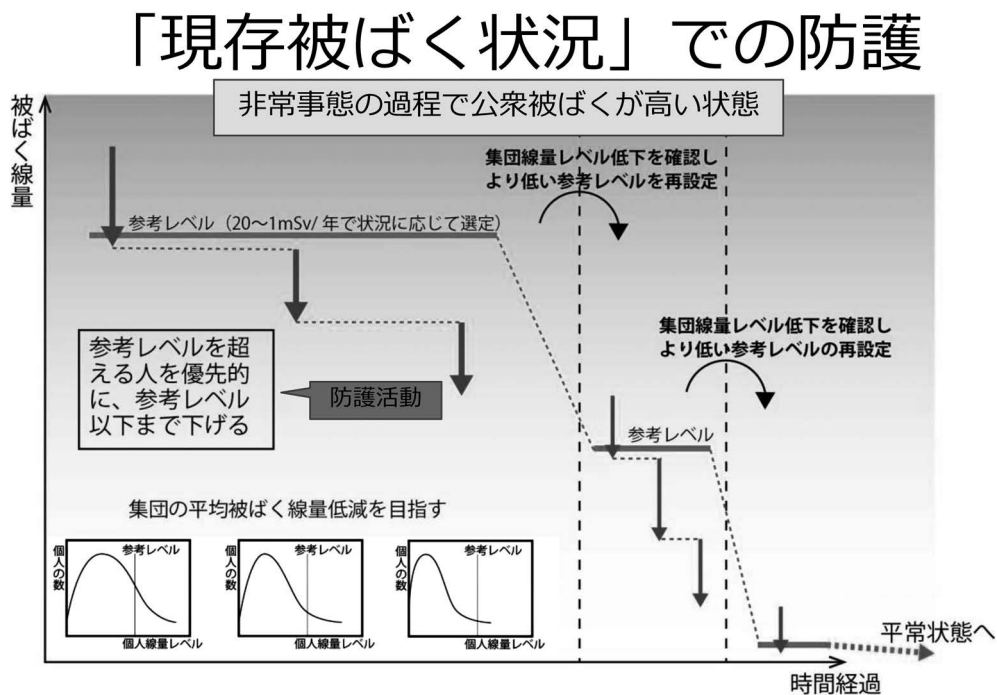 「現存被ばく状況」での防護
非常事態の過程で公衆被ばくが高い状態
被ばく線量
集団線量レベル低下を確認し
より低い参考レベルを再設定
参考レベル（20～1mSv/ 年で状況に応じて選定）
集団線量レベル低下を確認し
より低い参考レベルの再設定
参考レベルを超
える人を優先的
に、参考レベル
以下まで下げる
防護活動
参考レベル
集団の平均被ばく線量低減を目指す
個人の数
参考レベル
個人線量レベル
個人の数
参考レベル
個人線量レベル
個人の数
参考レベル
個人線量レベル
平常状態へ
時間経過